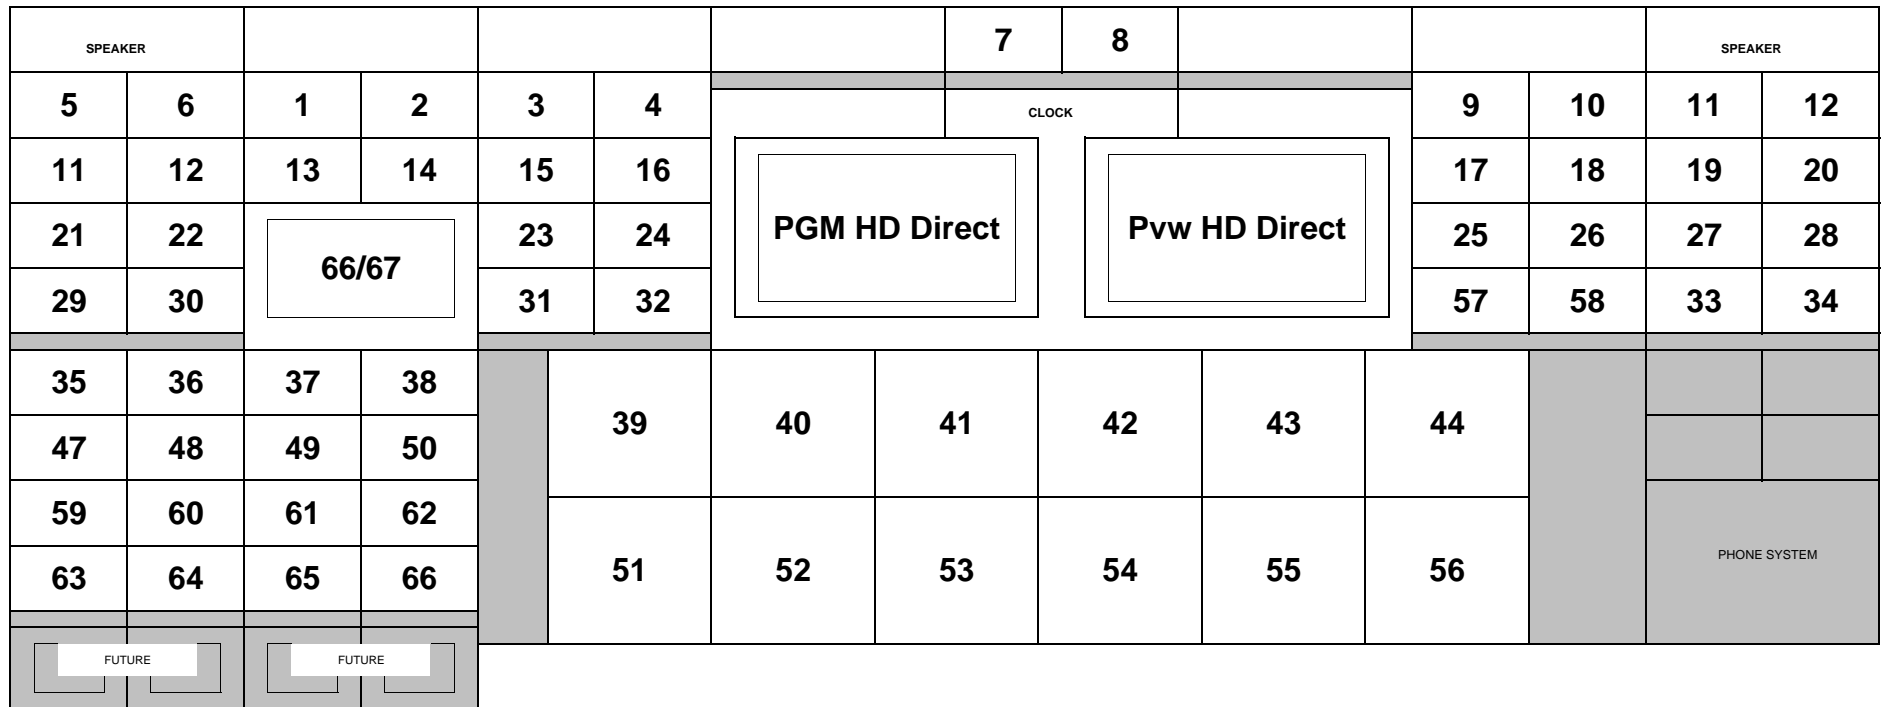 SPEAKER 7 8 SPEAKER
5 6 1 2 3 4 CLOCK 9 10 11 12
11 12 13 14 15 16 17 18 19 20
21 22 23 24 PGM HD Direct Pvw HD Direct 25 26 27 28
66/67
29 30 31 32 57 58 33 34
35 36 37 38
39 40 41 42 43 44
47 48 49 50
59 60 61 62
PHONE SYSTEM
63 64 65 66 51 52 53 54 55 56
FUTURE FUTURE